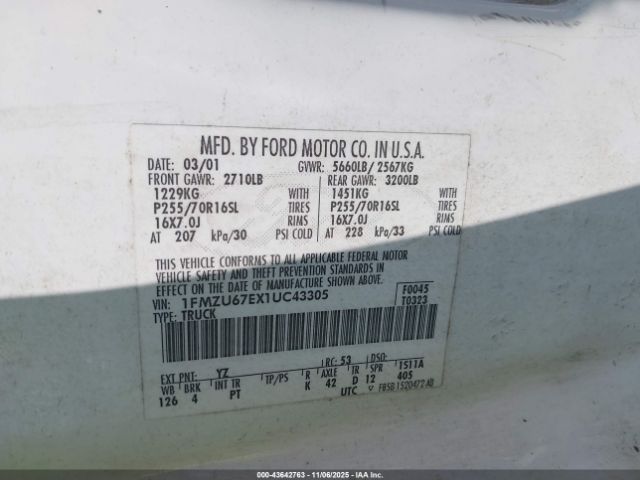 MFD. BY FORD MOTOR CO. IN U.S.A.
DATE: 03/01 GVWR: 5660LB/ 2567KG
FRONT GAWR: 2710LB REAR GAWR: 3200LB
1229KG WITH 1451KG WITH
P255/70R16SL TIRES P255/70R16SL TIRES
16X7.0J RIMS 16X7.0J RIMS
AT 207 kPa/30 PSI COLD AT 228 kPa/33 PSI COLD
THIS VEHICLE CONFORMS TO ALL APPLICABLE FEDERAL MOTOR
VEHICLE SAFETY AND THEFT PREVENTION STANDARDS IN
EFFECT ON THE DATE OF MANUFACTURE SHOWN ABOVE.
VIN: 1FMZU67EX1UC43305 F0045
TYPE: TRUCK T0323
EXT PNT: YZ RC: 53 DSO:
WB BRK INT TR TP/PS R AXLE TR SPR TS11A
126 4 PT K 42 D 12 405
UTC F85B 1520472 AB
000-43642763 - 11/06/2025 - IAAI.com